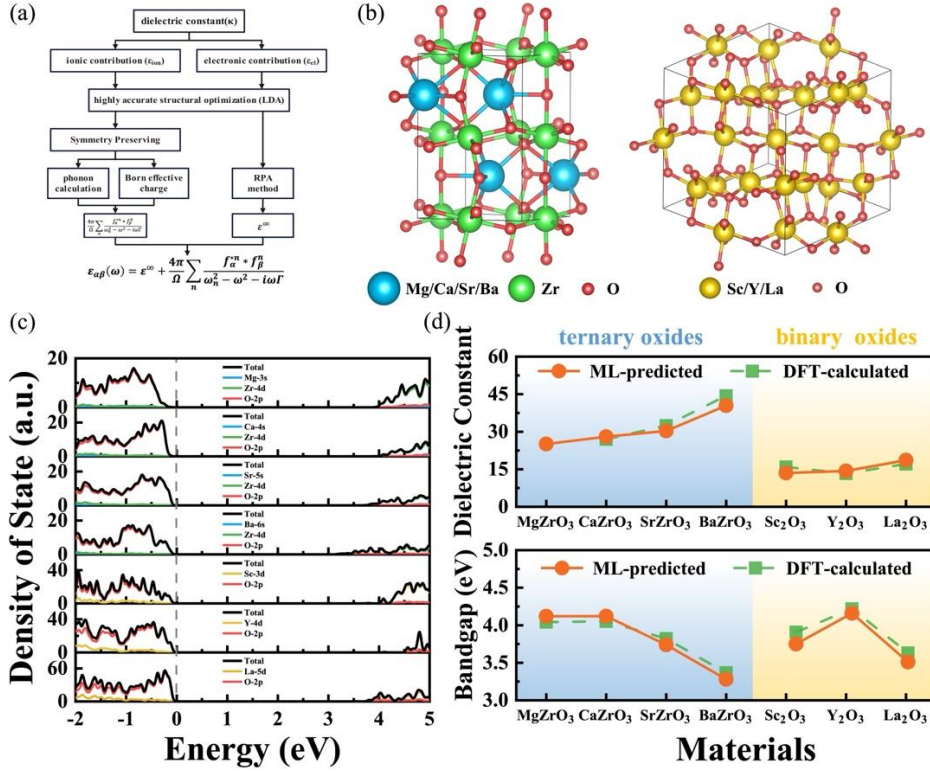 (a)
dielectric constant(κ)
ionic contribution (ε_ion)
electronic contribution (ε_el)
highly accurate structural optimization (LDA)
Symmetry Preserving
phonon
calculation
Born effective
charge
RPA
method
ε^∞
ε_αβ(ω) = ε^∞ + 4π/Ω ∑_n f_α^{*n} * f_β^n / (ω_n^2 − ω^2 − iωΓ)
(b)
Mg/Ca/Sr/Ba
Zr
O
Sc/Y/La
O
(c)
Density of State (a.u.)
20
0
Total
Mg-3s
Zr-4d
O-2p
20
0
Total
Ca-4s
Zr-4d
O-2p
20
0
Total
Sr-5s
Zr-4d
O-2p
20
0
Total
Ba-6s
Zr-4d
O-2p
30
0
Total
Sc-3d
O-2p
40
0
Total
Y-4d
O-2p
60
0
Total
La-5d
O-2p
-2 -1 0 1 2 3 4 5
Energy (eV)
(d)
ternary oxides binary oxides
Dielectric Constant
60
45
30
15
0
ML-predicted DFT-calculated
MgZrO₃ CaZrO₃ SrZrO₃ BaZrO₃ Sc₂O₃ Y₂O₃ La₂O₃
Bandgap (eV)
5.0
4.5
4.0
3.5
3.0
ML-predicted DFT-calculated
MgZrO₃ CaZrO₃ SrZrO₃ BaZrO₃ Sc₂O₃ Y₂O₃ La₂O₃
Materials